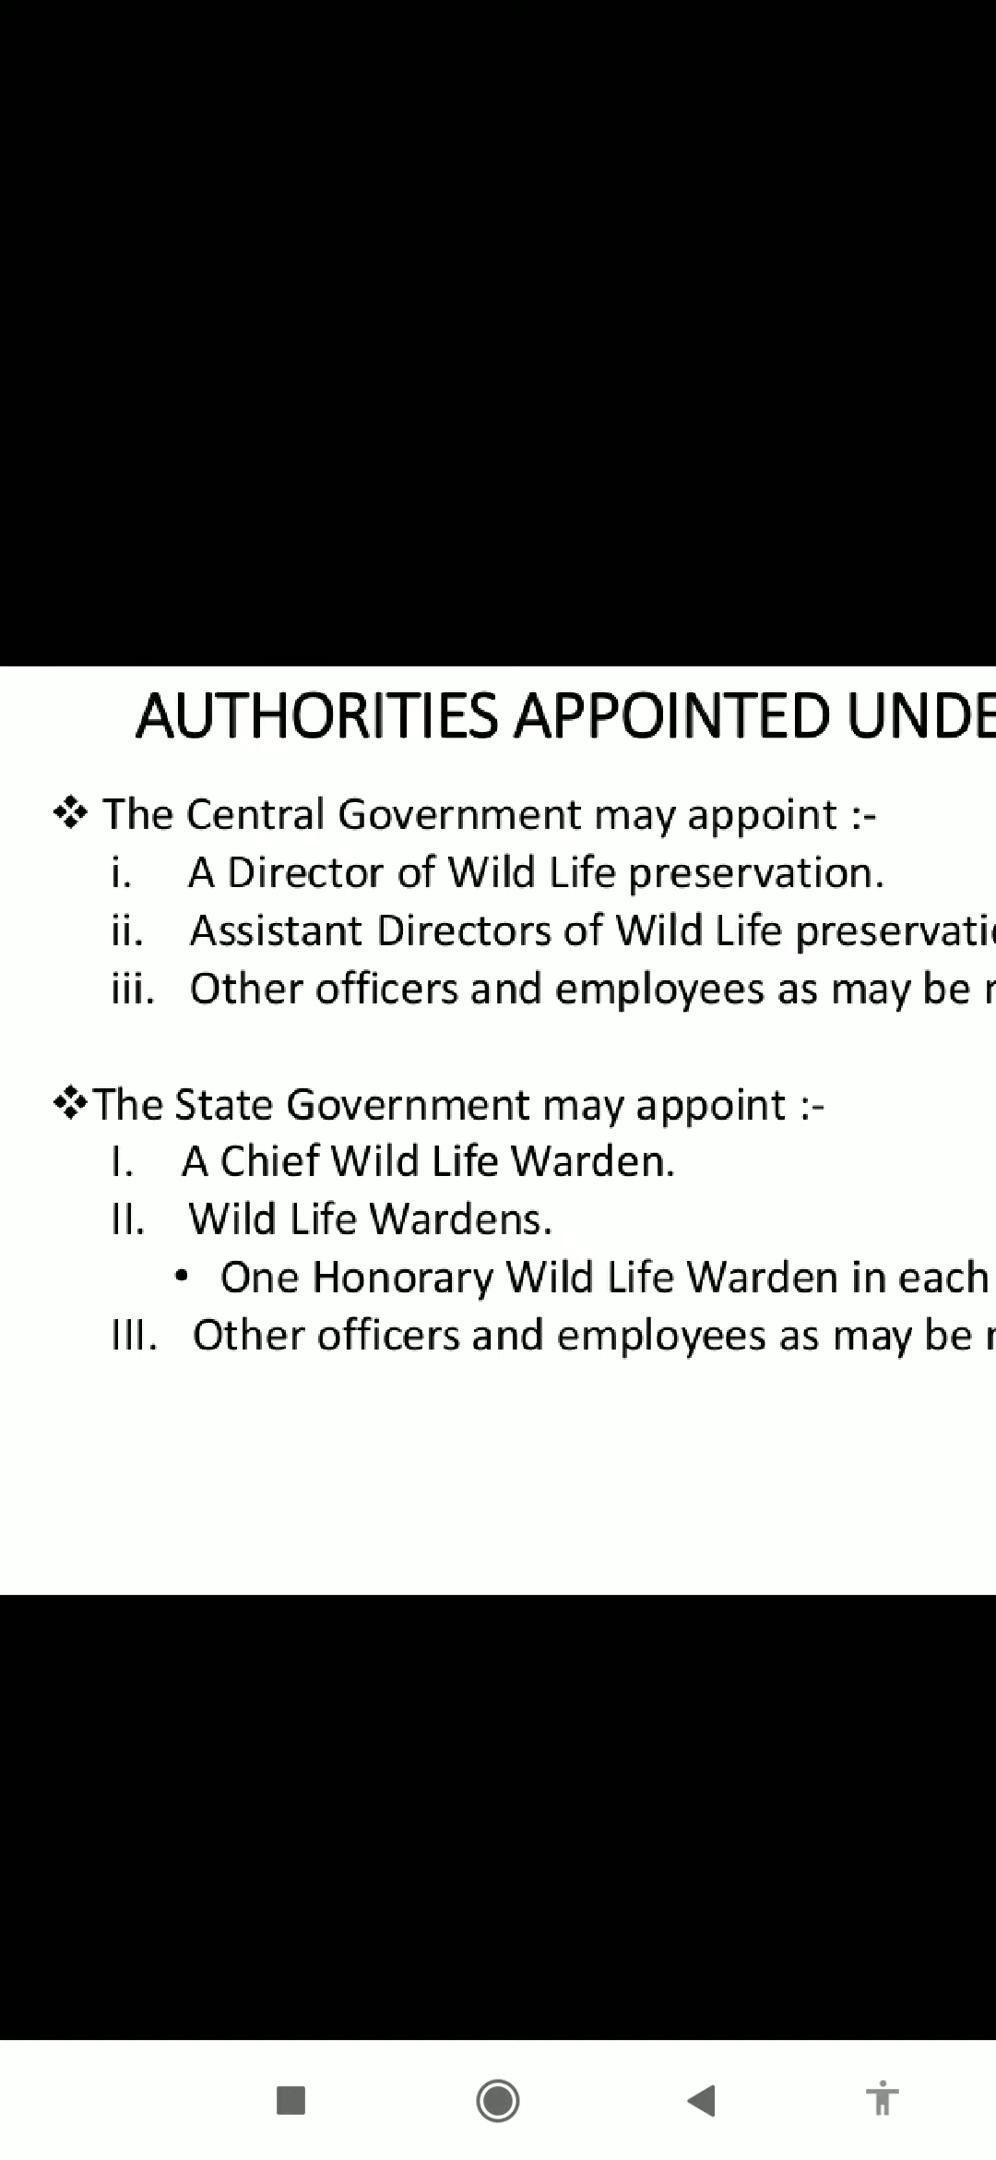 AUTHORITIES APPOINTED UNDE
❖ The Central Government may appoint :-
i. A Director of Wild Life preservation.
ii. Assistant Directors of Wild Life preservati
iii. Other officers and employees as may be
❖The State Government may appoint :-
I. A Chief Wild Life Warden.
II. Wild Life Wardens.
• One Honorary Wild Life Warden in each
III. Other officers and employees as may be